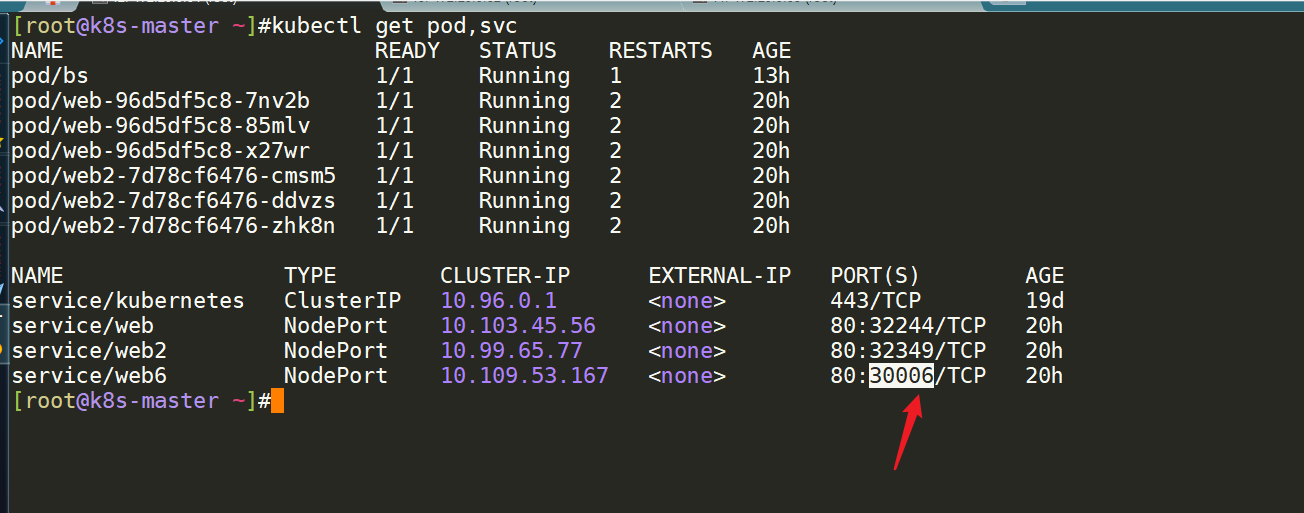 [root@k8s-master ~]#kubectl get pod,svc
NAME READY STATUS RESTARTS AGE
pod/bs 1/1 Running 1 13h
pod/web-96d5df5c8-7nv2b 1/1 Running 2 20h
pod/web-96d5df5c8-85mlv 1/1 Running 2 20h
pod/web-96d5df5c8-x27wr 1/1 Running 2 20h
pod/web2-7d78cf6476-cmsm5 1/1 Running 2 20h
pod/web2-7d78cf6476-ddvzs 1/1 Running 2 20h
pod/web2-7d78cf6476-zhk8n 1/1 Running 2 20h
NAME TYPE CLUSTER-IP EXTERNAL-IP PORT(S) AGE
service/kubernetes ClusterIP 10.96.0.1 <none> 443/TCP 19d
service/web NodePort 10.103.45.56 <none> 80:32244/TCP 20h
service/web2 NodePort 10.99.65.77 <none> 80:32349/TCP 20h
service/web6 NodePort 10.109.53.167 <none> 80:30006/TCP 20h
[root@k8s-master ~]#